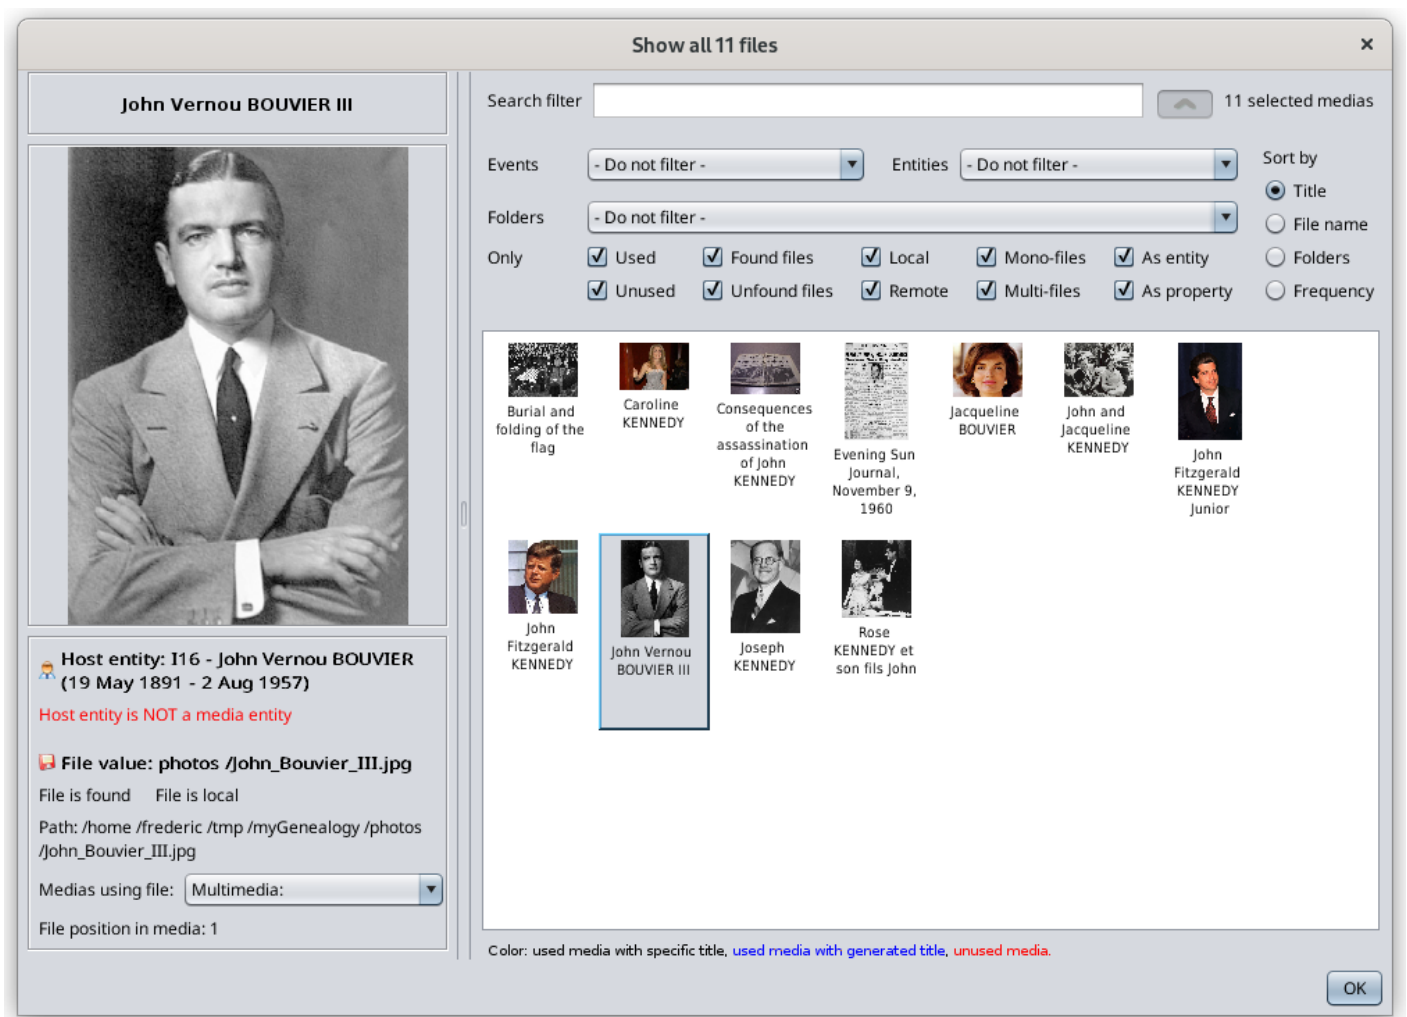 Show all 11 files
×
John Vernou BOUVIER III
Host entity: I16 - John Vernou BOUVIER
(19 May 1891 - 2 Aug 1957)
Host entity is NOT a media entity
File value: photos /John_Bouvier_III.jpg
File is found File is local
Path: /home /frederic /tmp /myGenealogy /photos
/John_Bouvier_III.jpg
Medias using file: Multimedia:
File position in media: 1
Search filter 11 selected medias
Events - Do not filter - Entities - Do not filter -
Folders - Do not filter -
Only Used Found files Local Mono-files As entity
Unused Unfound files Remote Multi-files As property
Sort by
Title
File name
Folders
Frequency
Burial and
folding of the
flag
Caroline
KENNEDY
Consequences
of the
assassination
of John
KENNEDY
Evening Sun
Journal,
November 9,
1960
Jacqueline
BOUVIER
John and
Jacqueline
KENNEDY
John
Fitzgerald
KENNEDY
Junior
John
Fitzgerald
KENNEDY
John Vernou
BOUVIER III
Joseph
KENNEDY
Rose
KENNEDY et
son fils John
Color: used media with specific title, used media with generated title, unused media.
OK